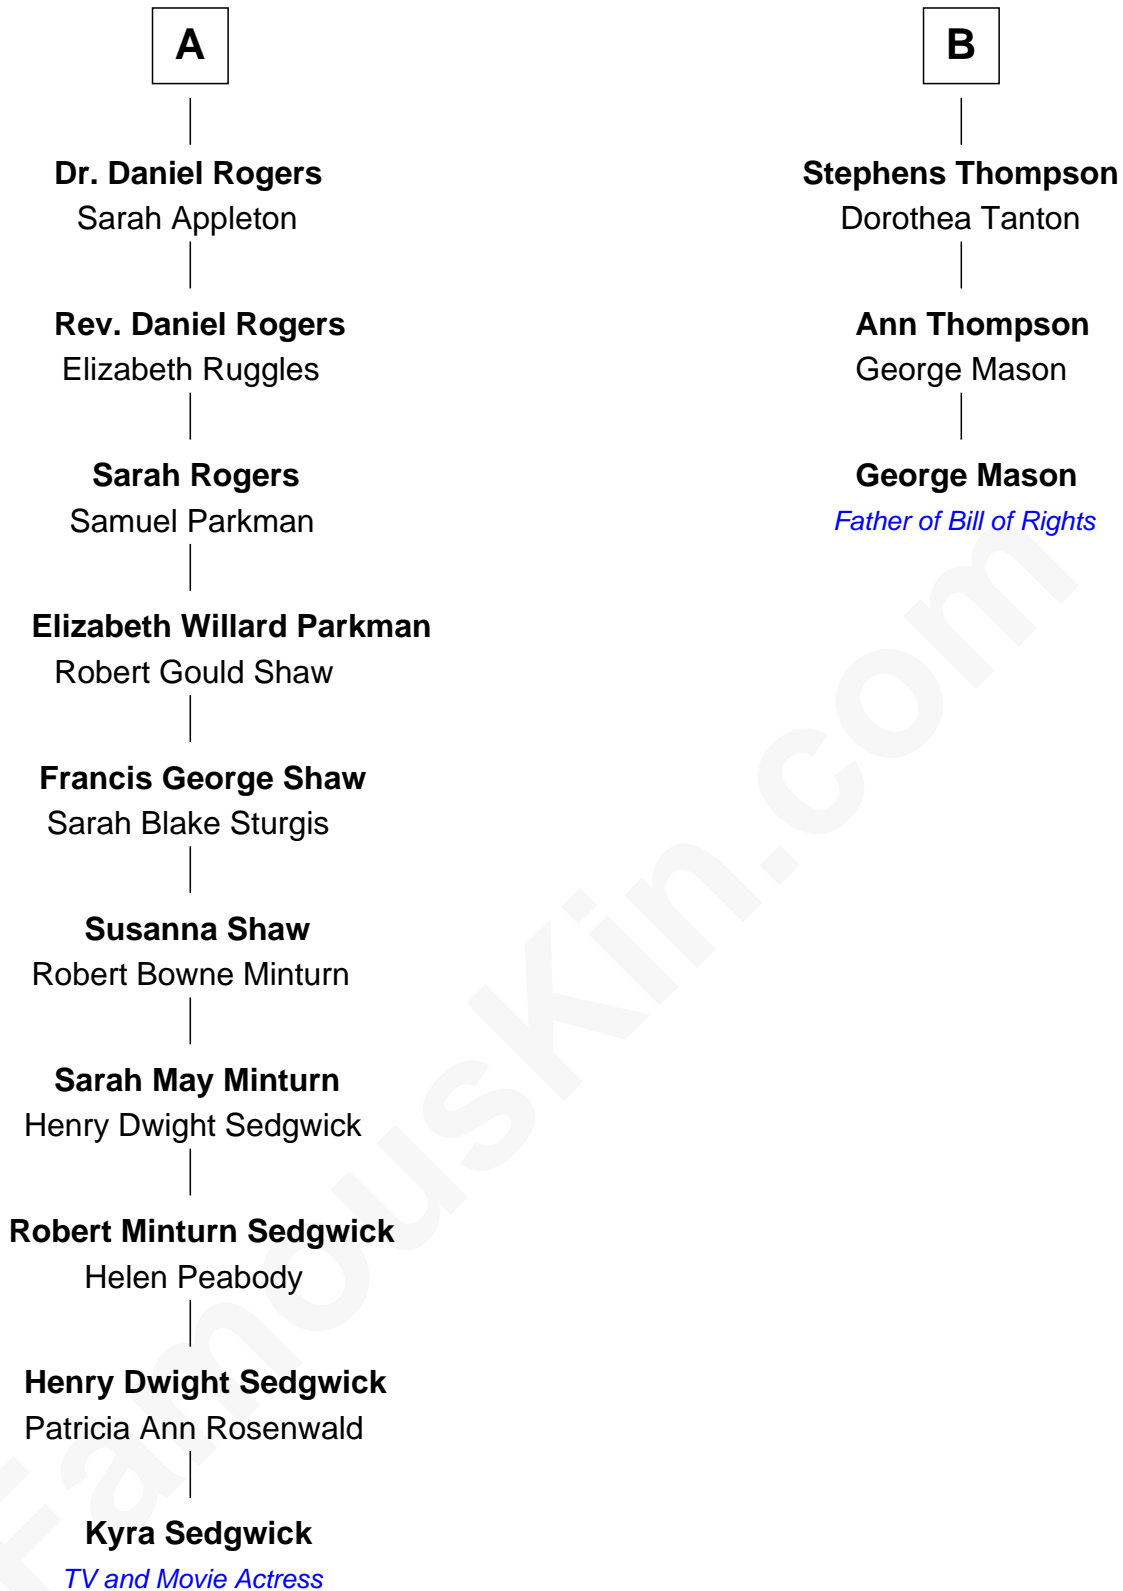 A
Dr. Daniel Rogers
Sarah Appleton
Rev. Daniel Rogers
Elizabeth Ruggles
Sarah Rogers
Samuel Parkman
Elizabeth Willard Parkman
Robert Gould Shaw
Francis George Shaw
Sarah Blake Sturgis
Susanna Shaw
Robert Bowne Minturn
Sarah May Minturn
Henry Dwight Sedgwick
Robert Minturn Sedgwick
Helen Peabody
Henry Dwight Sedgwick
Patricia Ann Rosenwald
Kyra Sedgwick
TV and Movie Actress
B
Stephens Thompson
Dorothea Tanton
Ann Thompson
George Mason
George Mason
Father of Bill of Rights
FamousKin.com